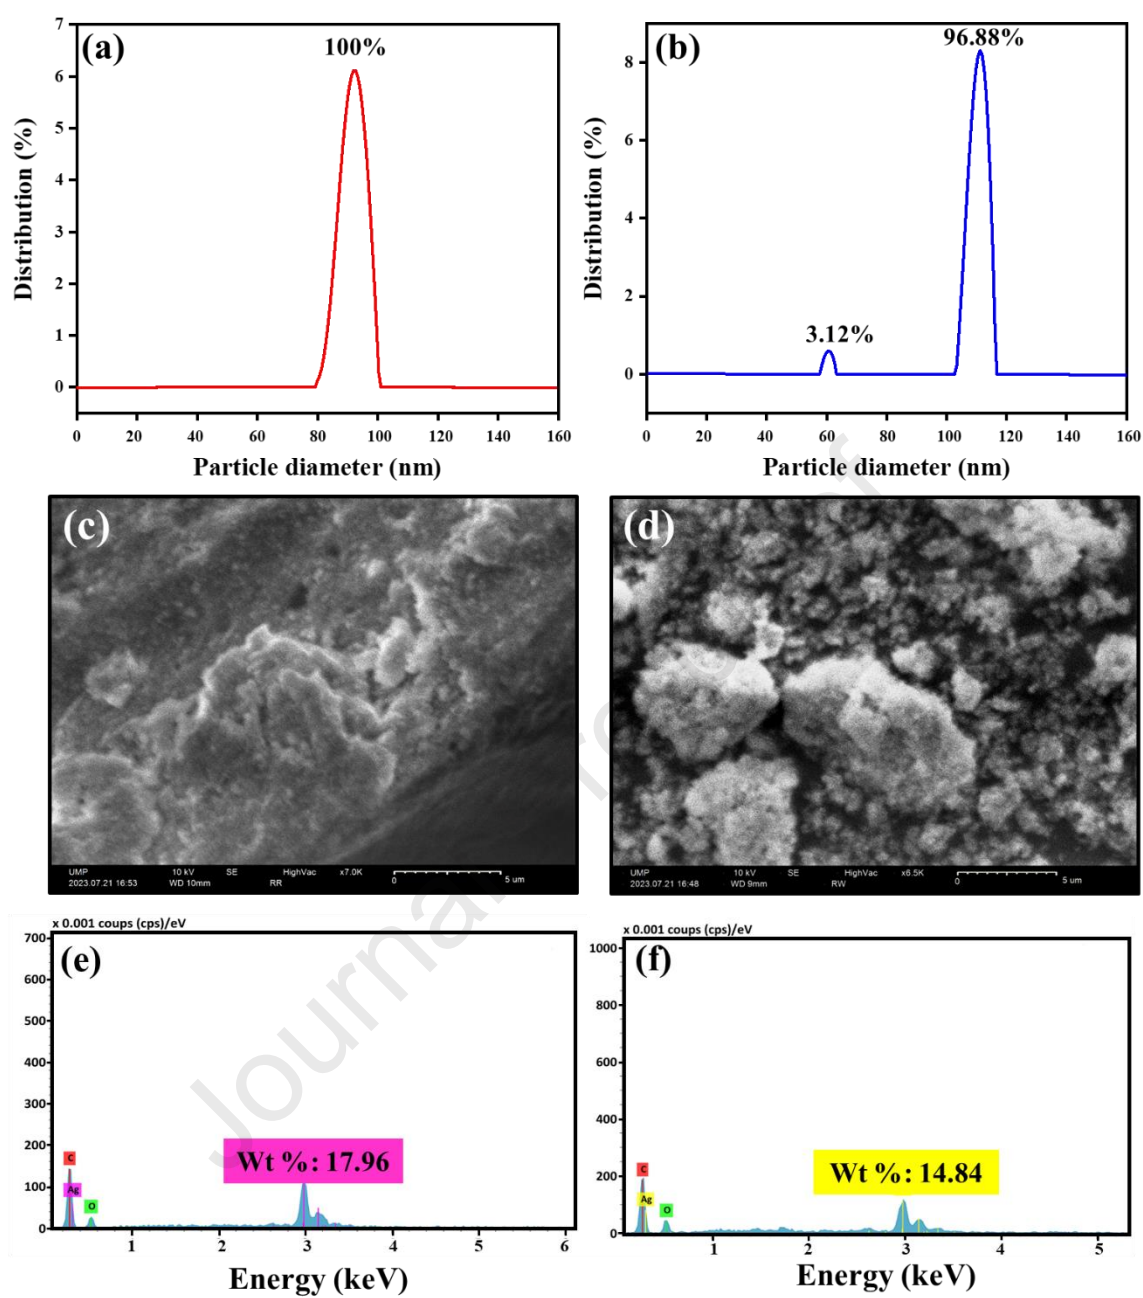 (a)
100%
7
6
5
4
3
2
1
0
Distribution (%)
0 20 40 60 80 100 120 140 160
Particle diameter (nm)
(b)
96.88%
3.12%
8
6
4
2
0
Distribution (%)
0 20 40 60 80 100 120 140 160
Particle diameter (nm)
(c)
UMP 10 kV SE HighVac x7.0K
2023.07.21 16:53 WD 10mm RR 0 5 um
(d)
UMP 10 kV SE HighVac x6.5K
2023.07.21 16:48 WD 9mm RW 0 5 um
x 0.001 coups (cps)/eV
(e)
700
600
500
400
300
200
100
0
C
Ag
O
Wt %: 17.96
1 2 3 4 5 6
Energy (keV)
x 0.001 coups (cps)/eV
(f)
1000
800
600
400
200
0
C
Ag
O
Wt %: 14.84
1 2 3 4 5
Energy (keV)
Journal